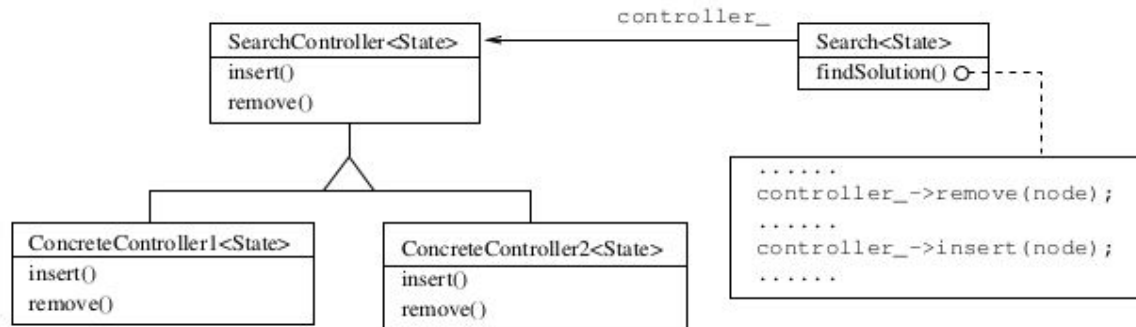 controller_
SearchController<State>
insert()
remove()
Search<State>
findSolution()
......
controller_->remove(node);
......
controller_->insert(node);
......
ConcreteController1<State>
insert()
remove()
ConcreteController2<State>
insert()
remove()